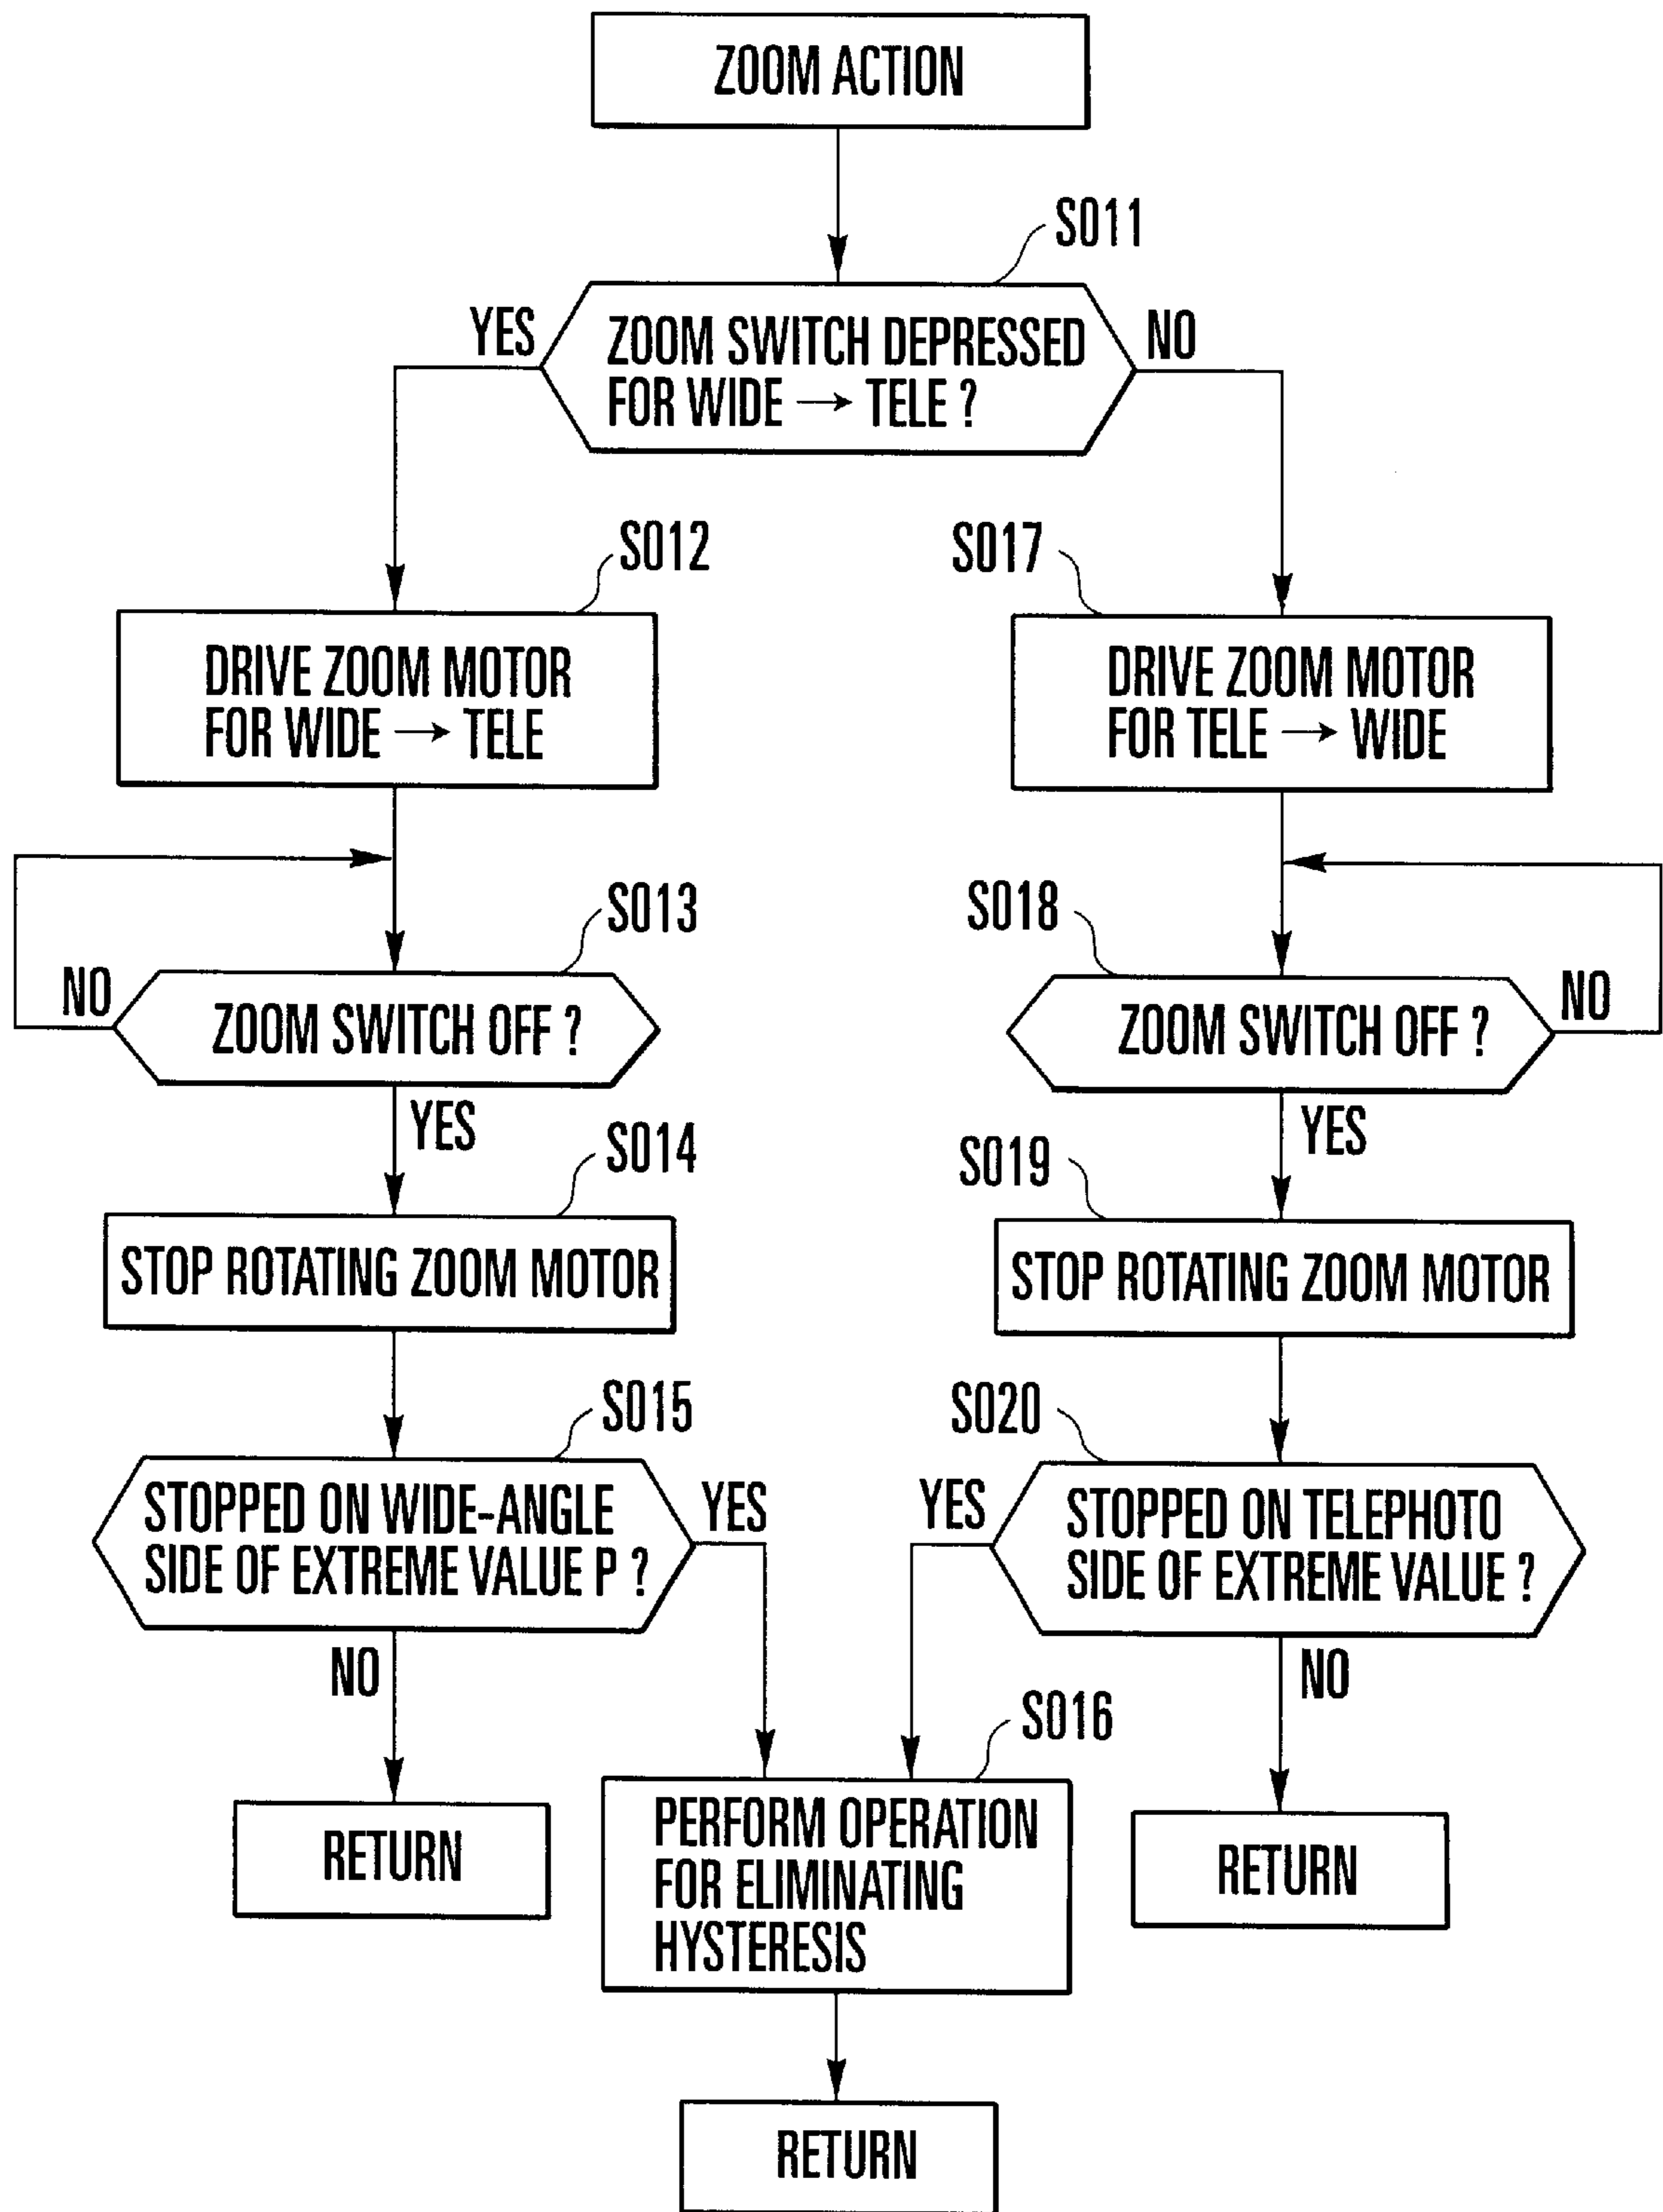 ZOOM ACTION
S011
YES
ZOOM SWITCH DEPRESSED
FOR WIDE → TELE ?
NO
S012
S017
DRIVE ZOOM MOTOR
FOR WIDE → TELE
DRIVE ZOOM MOTOR
FOR TELE → WIDE
S013
S018
NO
ZOOM SWITCH OFF ?
ZOOM SWITCH OFF ?
NO
YES
YES
S014
S019
STOP ROTATING ZOOM MOTOR
STOP ROTATING ZOOM MOTOR
S015
S020
STOPPED ON WIDE-ANGLE
SIDE OF EXTREME VALUE P ?
YES
YES
STOPPED ON TELEPHOTO
SIDE OF EXTREME VALUE ?
NO
NO
S016
RETURN
PERFORM OPERATION
FOR ELIMINATING
HYSTERESIS
RETURN
RETURN